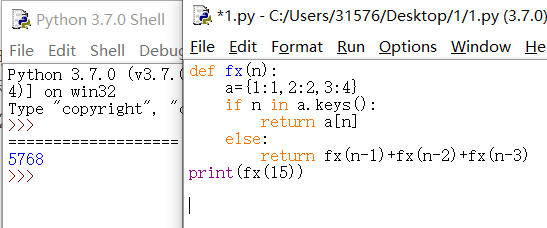 Python 3.7.0 Shell
File Edit Shell Debug
Python 3.7.0 (v3.7.0
4)] on win32
Type "copyright", "c
>>>
===================
5768
>>>
*1.py - C:/Users/31576/Desktop/1/1.py (3.7.0)
File Edit Format Run Options Window He
def fx(n):
    a={1:1,2:2,3:4}
    if n in a.keys():
        return a[n]
    else:
        return fx(n-1)+fx(n-2)+fx(n-3)
print(fx(15))